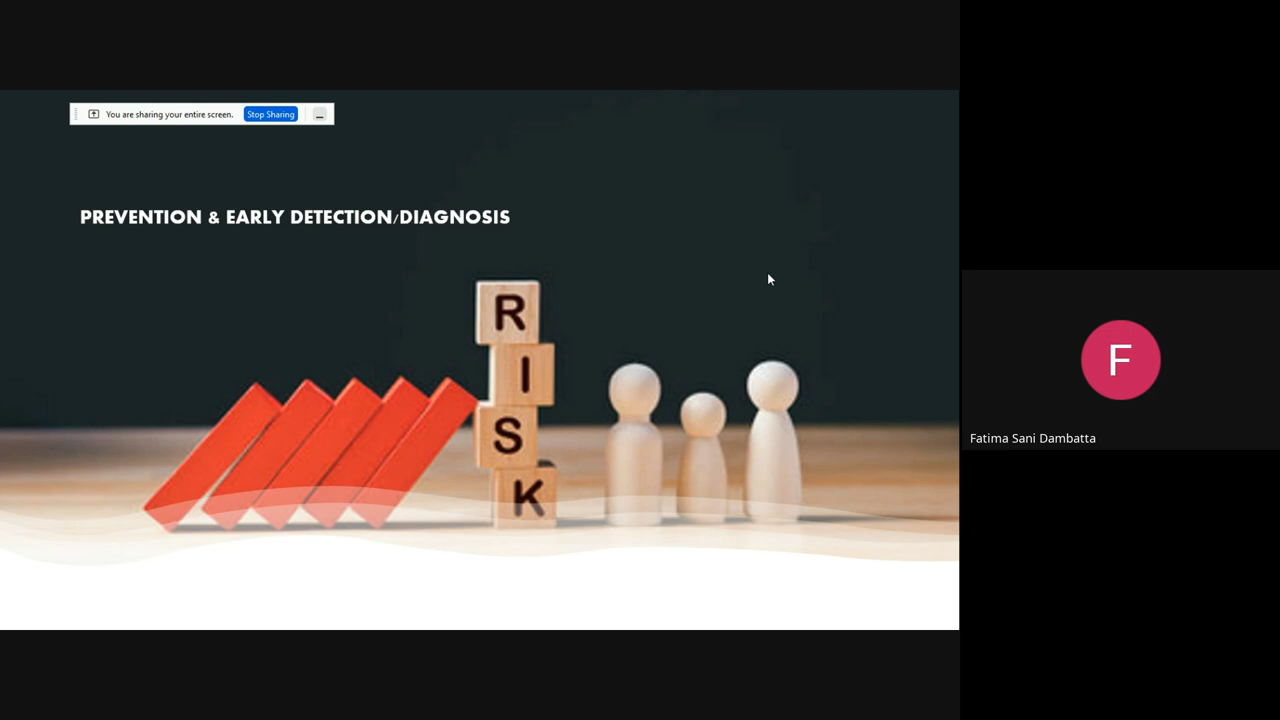 You are sharing your entire screen.
Stop Sharing
PREVENTION & EARLY DETECTION/DIAGNOSIS
R
I
S
K
F
Fatima Sani Dambatta